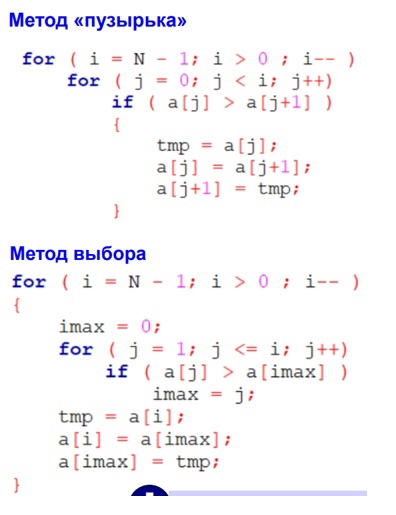 Метод «пузырька»
for ( i = N - 1; i > 0 ; i-- )
for ( j = 0; j < i; j++)
if ( a[j] > a[j+1] )
{
tmp = a[j];
a[j] = a[j+1];
a[j+1] = tmp;
}
Метод выбора
for ( i = N - 1; i > 0 ; i-- )
{
imax = 0;
for ( j = 1; j <= i; j++)
if ( a[j] > a[imax] )
imax = j;
tmp = a[i];
a[i] = a[imax];
a[imax] = tmp;
}